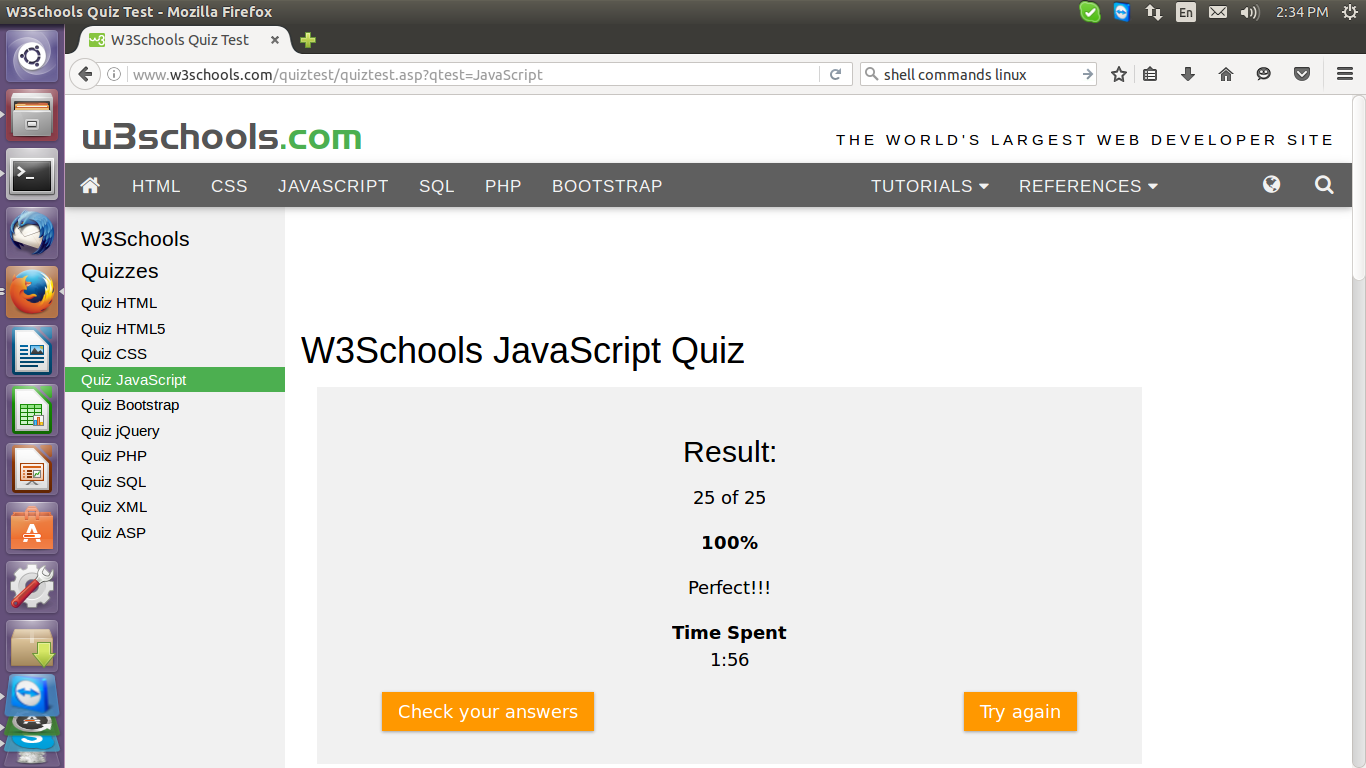 W3Schools Quiz Test - Mozilla Firefox
En
2:34 PM
W3Schools Quiz Test
www.w3schools.com/quiztest/quiztest.asp?qtest=JavaScript
shell commands linux
w3schools.com
THE WORLD'S LARGEST WEB DEVELOPER SITE
HTML CSS JAVASCRIPT SQL PHP BOOTSTRAP TUTORIALS REFERENCES
W3Schools
Quizzes
Quiz HTML
Quiz HTML5
Quiz CSS
Quiz JavaScript
Quiz Bootstrap
Quiz jQuery
Quiz PHP
Quiz SQL
Quiz XML
Quiz ASP
W3Schools JavaScript Quiz
Result:
25 of 25
100%
Perfect!!!
Time Spent
1:56
Check your answers
Try again